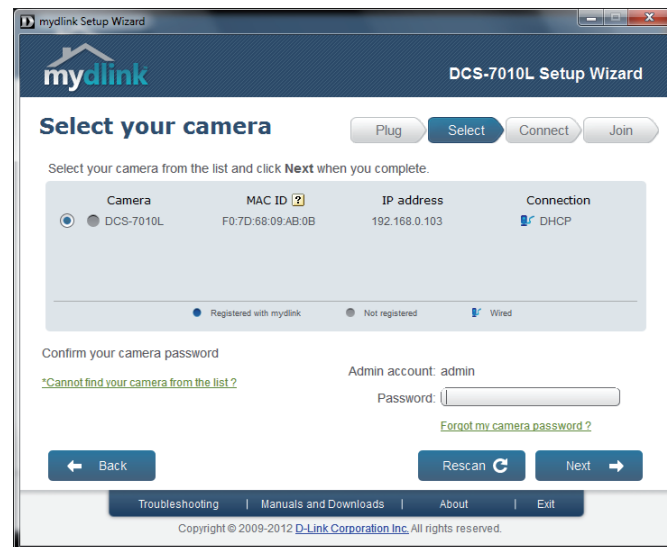 mydlink Setup Wizard
mydlink
DCS-7010L Setup Wizard
Select your camera
Plug Select Connect Join
Select your camera from the list and click Next when you complete.
Camera MAC ID ? IP address Connection
DCS-7010L F0:7D:68:09:AB:0B 192.168.0.103 DHCP
Registered with mydlink Not registered Wired
Confirm your camera password
*Cannot find your camera from the list ?
Admin account: admin
Password:
Forgot my camera password ?
Back Rescan Next
Troubleshooting | Manuals and Downloads | About | Exit
Copyright © 2009-2012 D-Link Corporation Inc. All rights reserved.